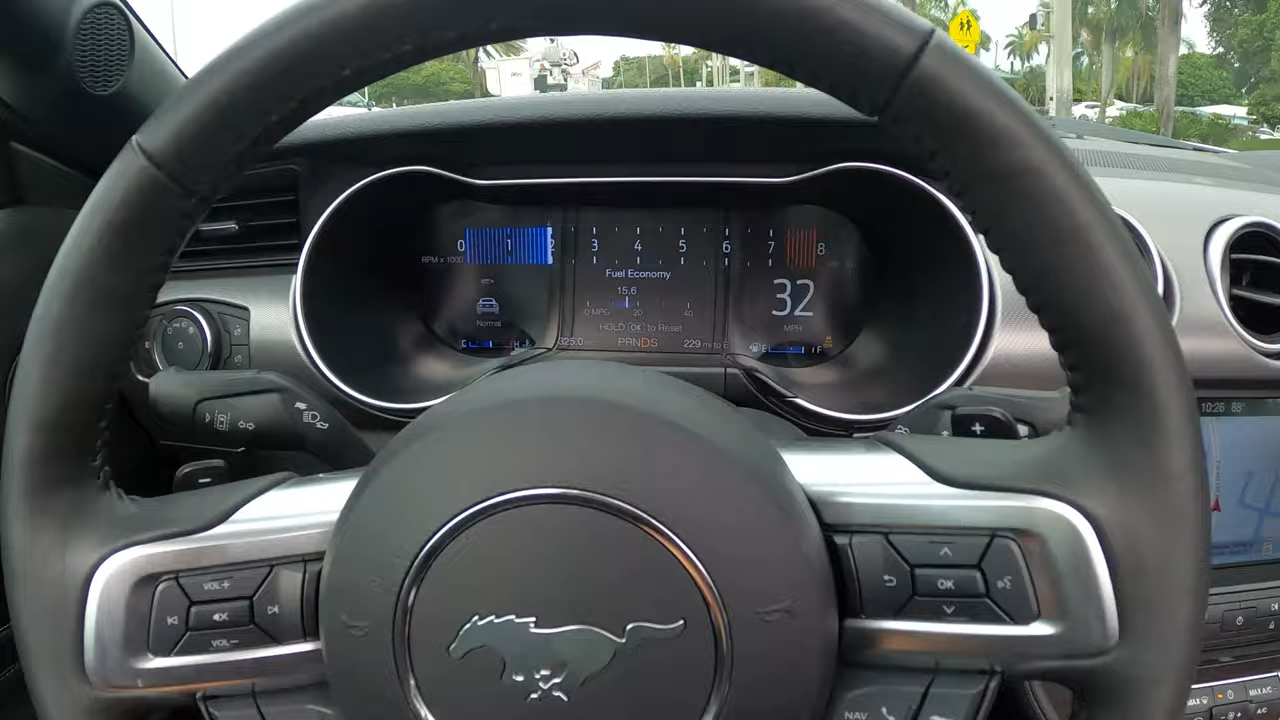 0 1 2 3 4 5 6 7 8
RPM x 1000
Fuel Economy
15.6
0 MPG 20 40
HOLD OK to Reset
Normal
32
MPH
C H
325.0
PRNDS
229 mi to E
E F
10:26 88°
+
-
VOL+
VOL-
OK
NAV
MAX
MAX A/C
A/C